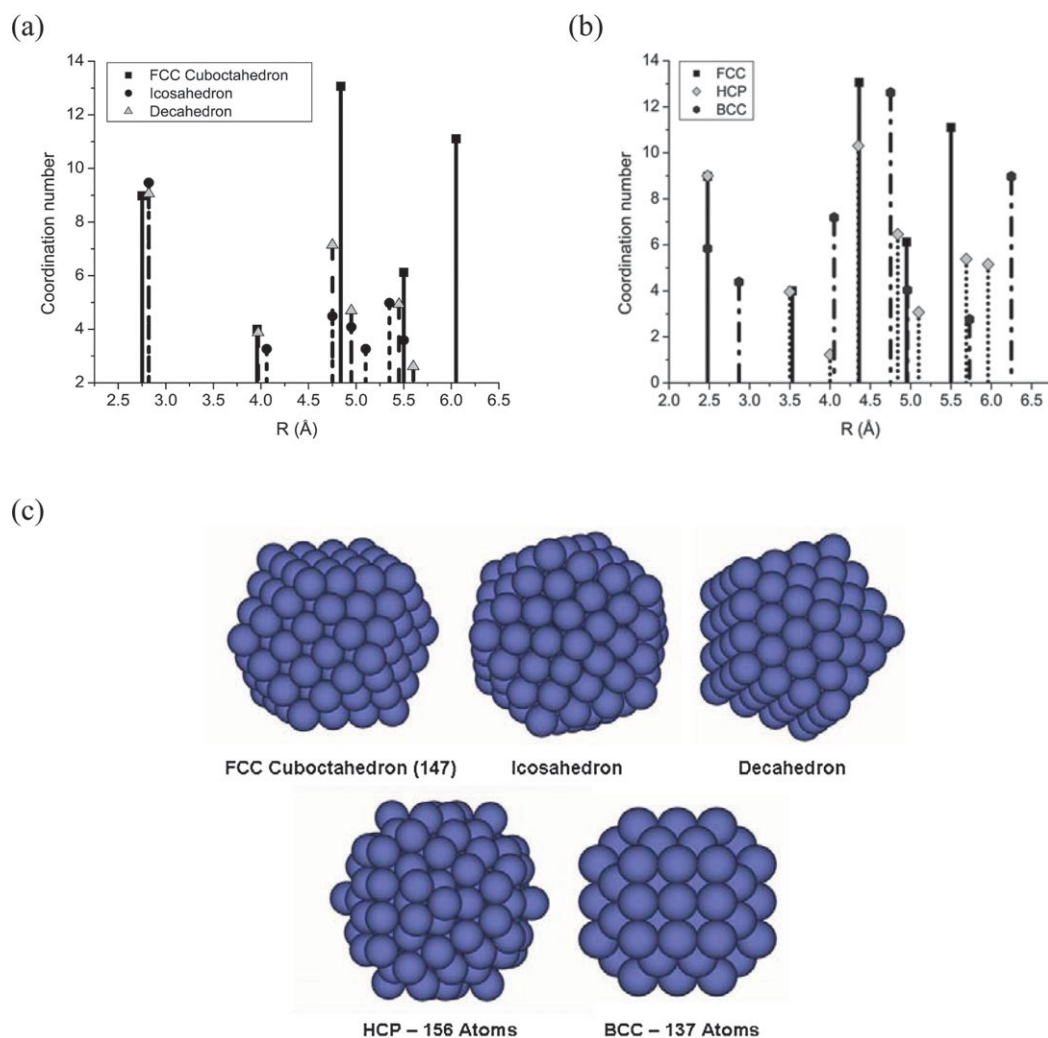 (a)
14
12
10
8
6
4
2
Coordination number
FCC Cuboctahedron
Icosahedron
Decahedron
2.5 3.0 3.5 4.0 4.5 5.0 5.5 6.0 6.5
R (Å)
(b)
14
12
10
8
6
4
2
0
Coordination number
FCC
HCP
BCC
2.0 2.5 3.0 3.5 4.0 4.5 5.0 5.5 6.0 6.5
R (Å)
(c)
FCC Cuboctahedron (147) Icosahedron Decahedron
HCP – 156 Atoms BCC – 137 Atoms